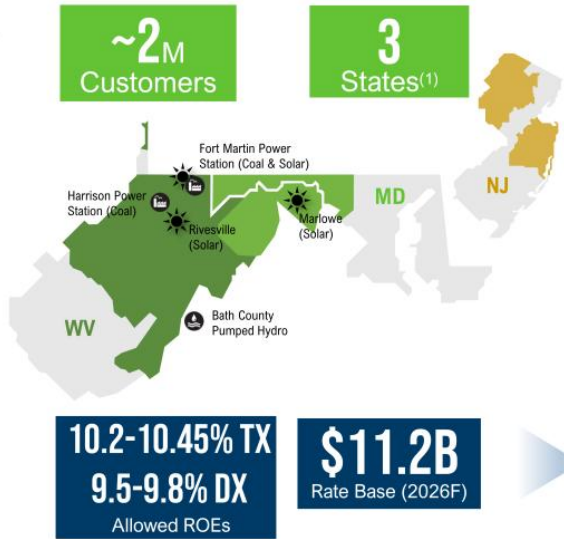 ~2M
Customers
3
States(1)
Fort Martin Power
Station (Coal & Solar)
Harrison Power
Station (Coal)
Rivesville
(Solar)
Marlowe
(Solar)
MD
NJ
WV
Bath County
Pumped Hydro
10.2-10.45% TX
9.5-9.8% DX
Allowed ROEs
$11.2B
Rate Base (2026F)